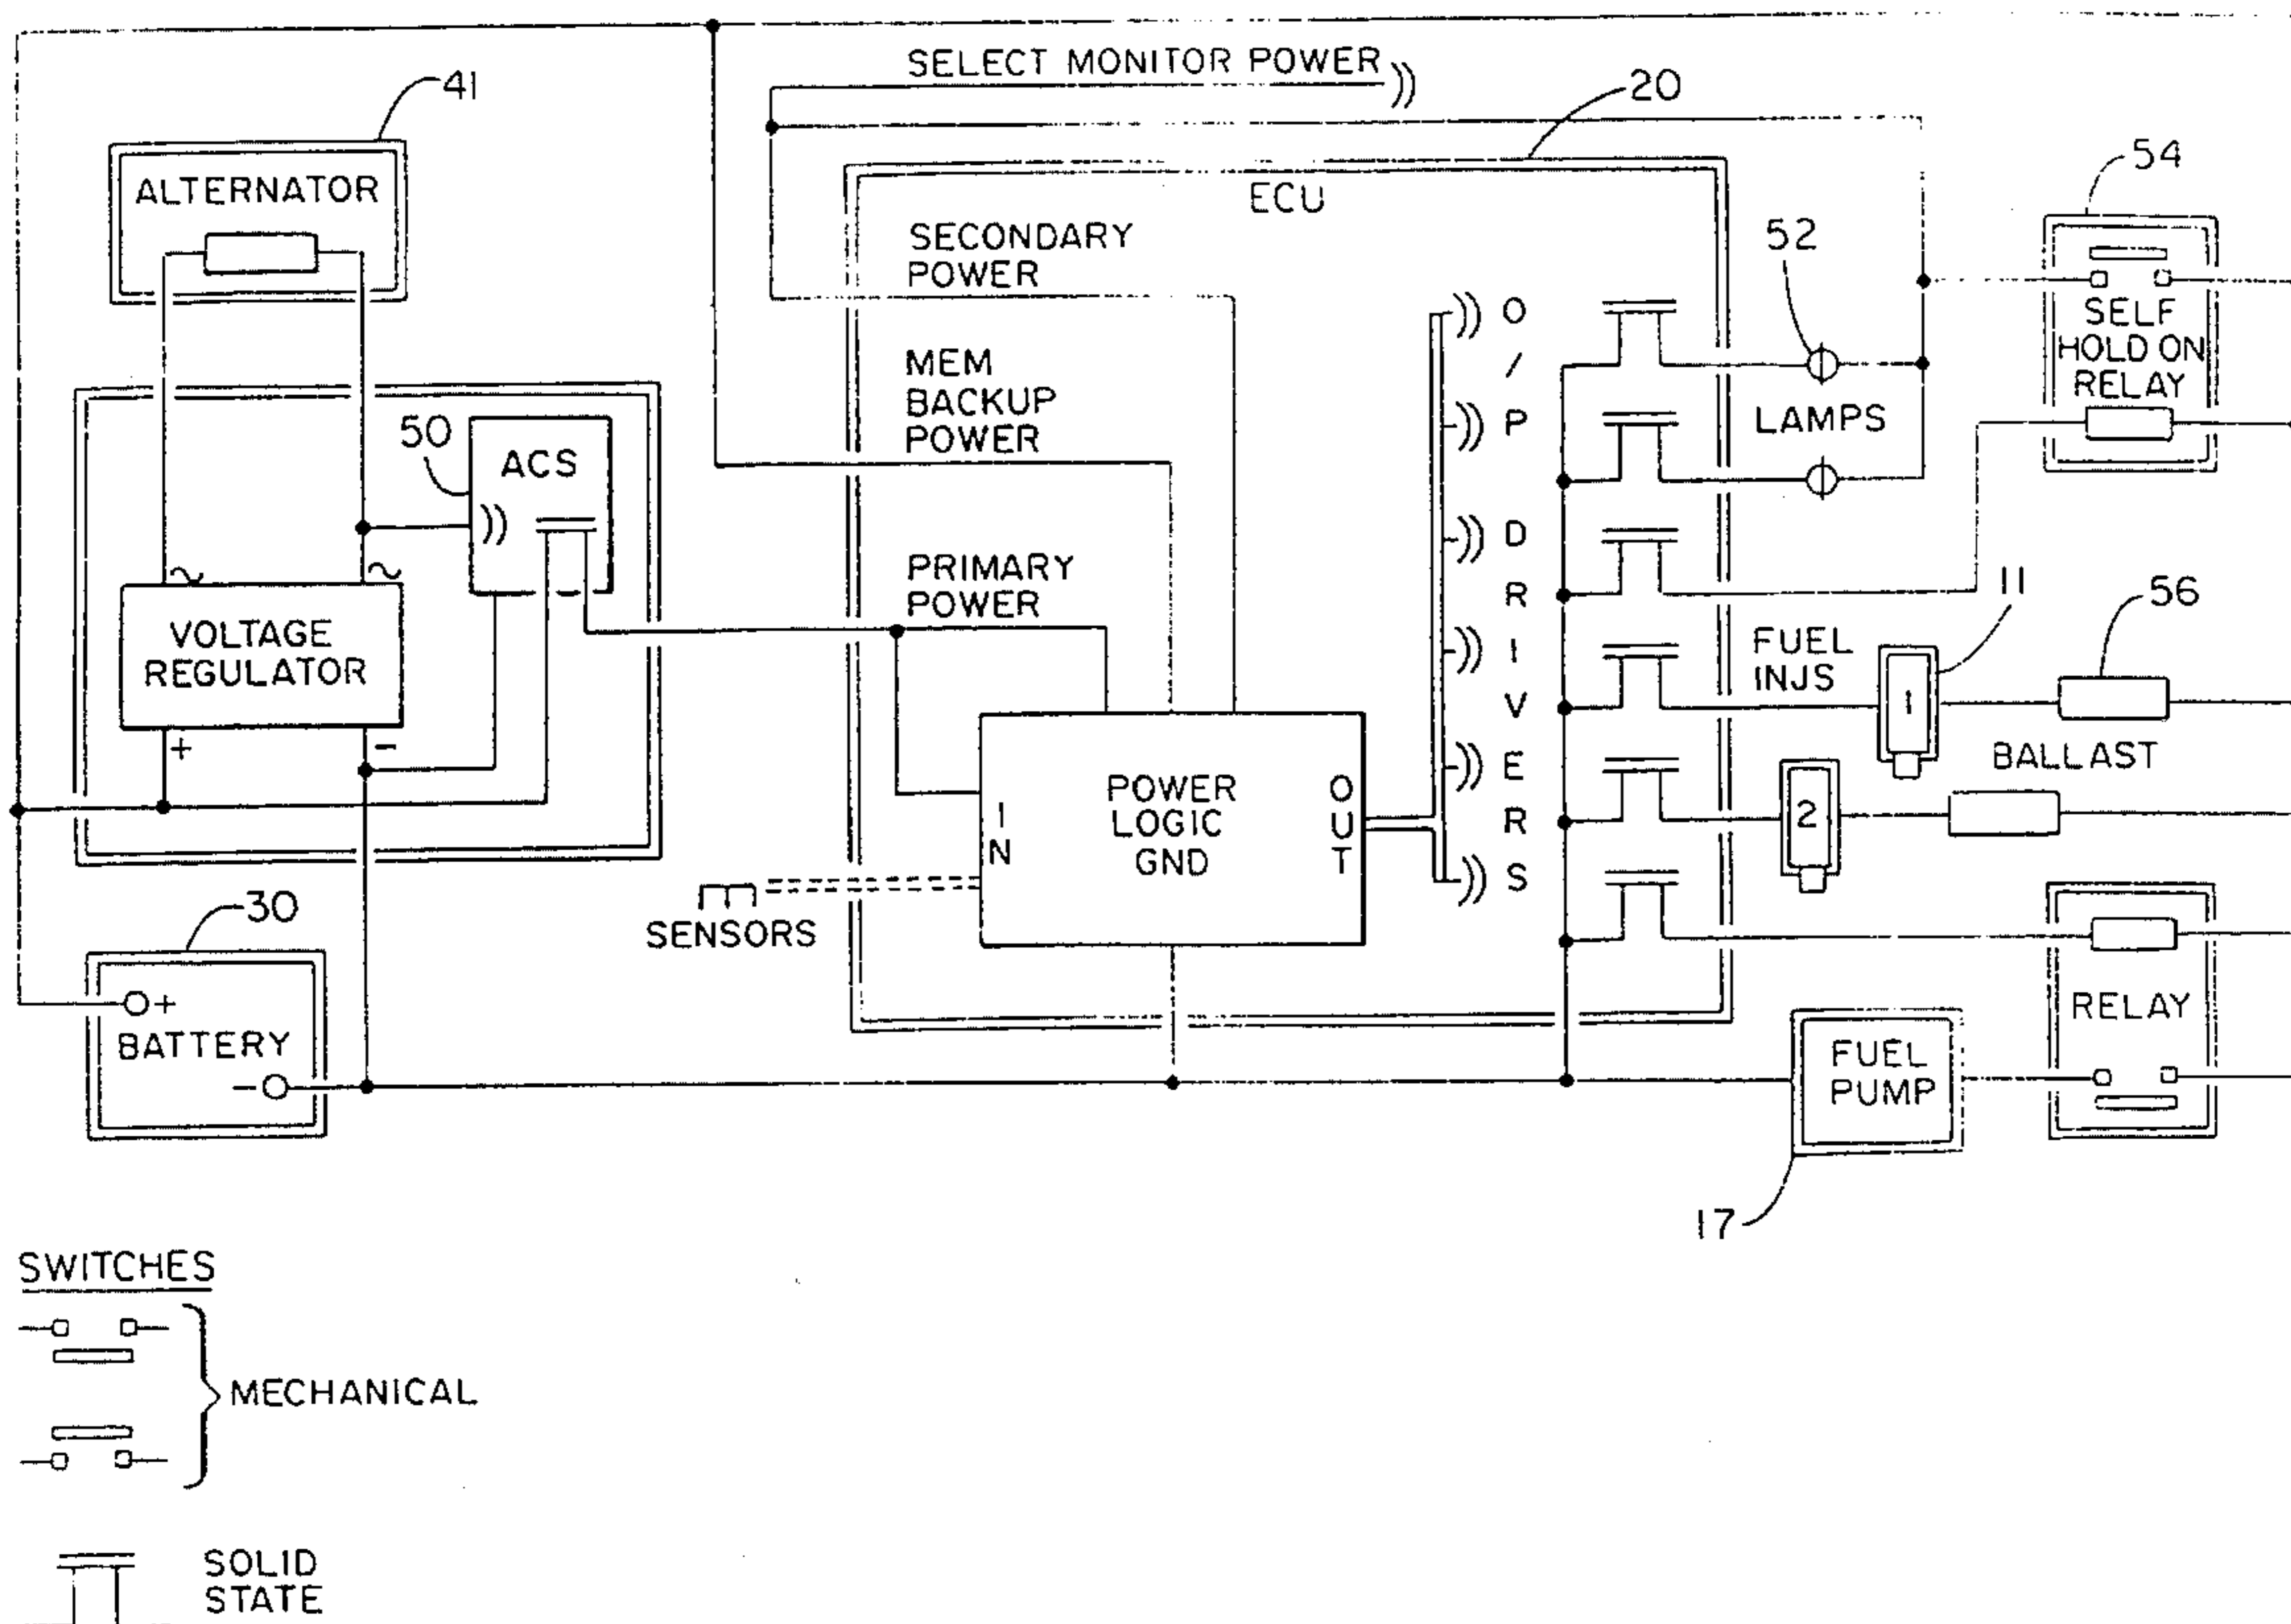 SELECT MONITOR POWER
41
20
54
ALTERNATOR
ECU
52
SECONDARY
POWER
SELF
HOLD ON
RELAY
MEM
BACKUP
POWER
50
ACS
LAMPS
O / P
D R I V E R S
PRIMARY
POWER
11
56
VOLTAGE
REGULATOR
+
-
FUEL
INJS
1
BALLAST
2
IN
POWER
LOGIC
GND
OUT
SENSORS
30
+
BATTERY
-
RELAY
FUEL
PUMP
17
SWITCHES
MECHANICAL
SOLID
STATE